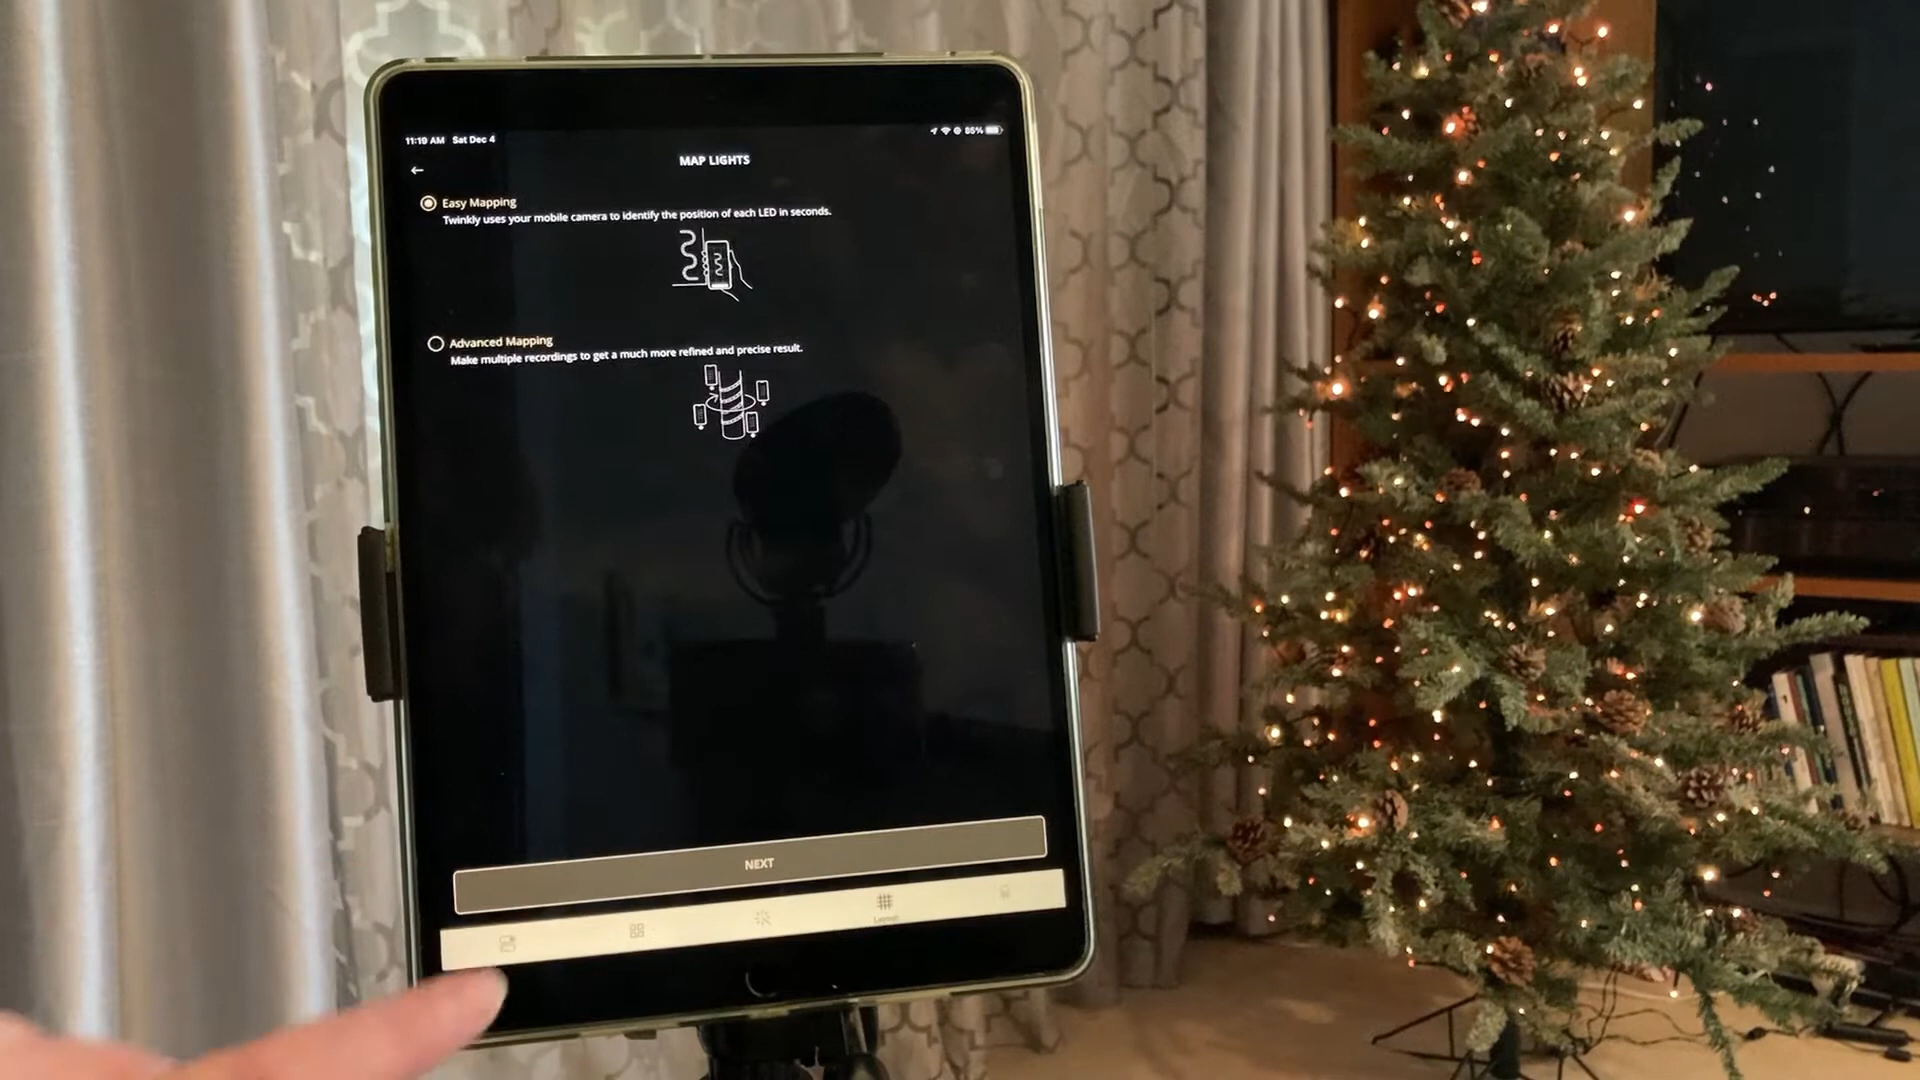 11:19 AM Sat Dec 4
85%
MAP LIGHTS
Easy Mapping
Twinkly uses your mobile camera to identify the position of each LED in seconds.
Advanced Mapping
Make multiple recordings to get a much more refined and precise result.
NEXT
Layout